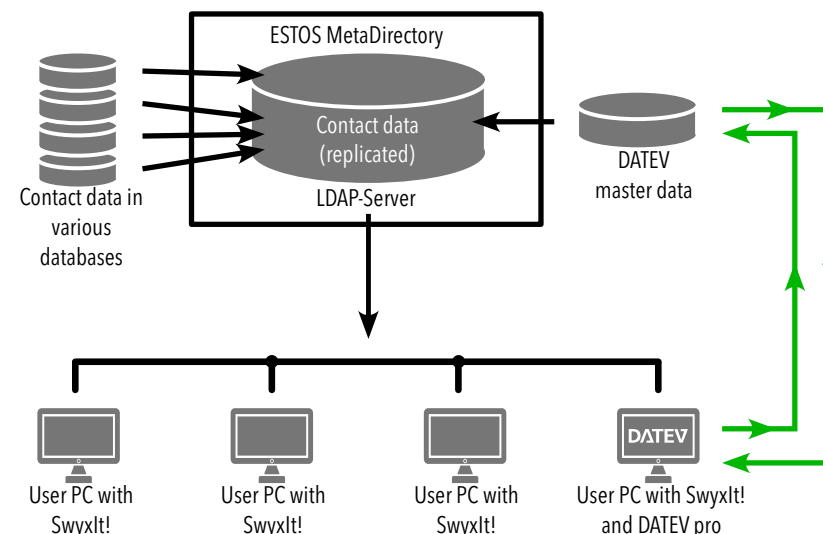 ESTOS MetaDirectory
Contact data
(replicated)
LDAP-Server
Contact data in
various
databases
DATEV
master data
DATEV
User PC with
SwyxIt!
User PC with
SwyxIt!
User PC with
SwyxIt!
User PC with SwyxIt!
and DATEV pro